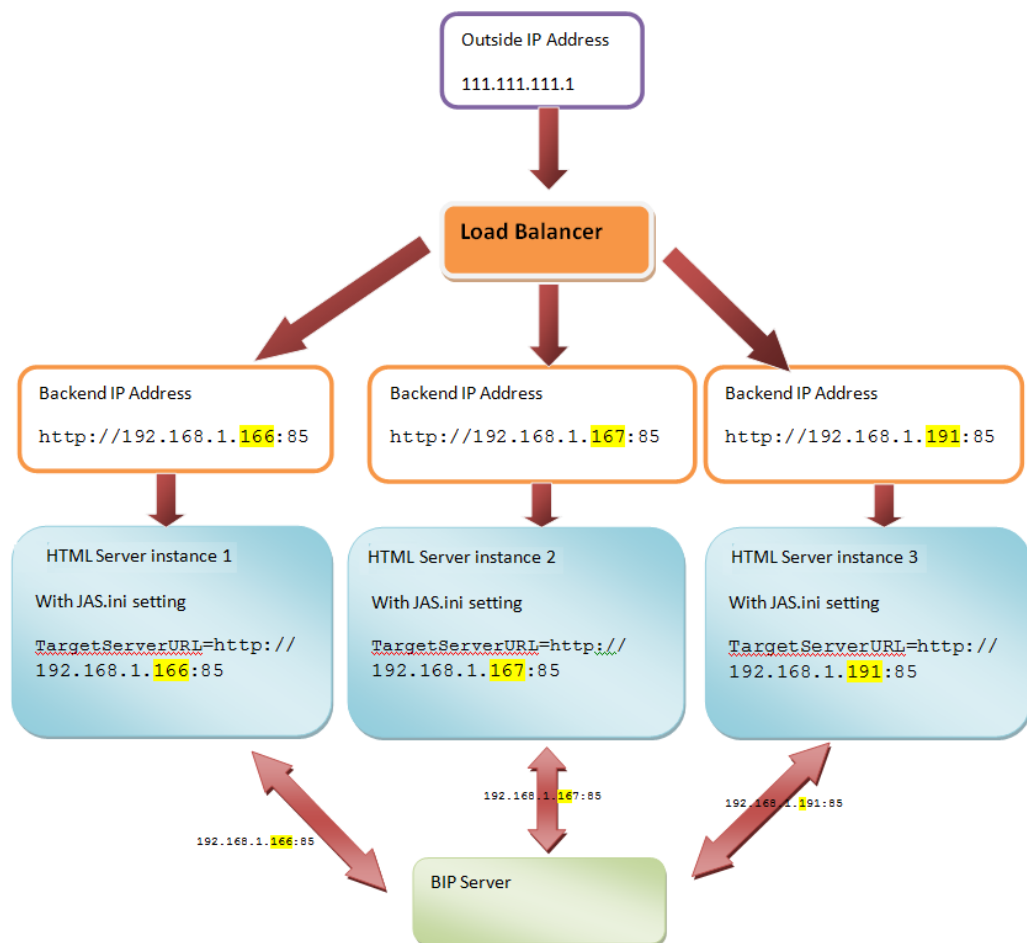 Outside IP Address
111.111.111.1
Load Balancer
Backend IP Address
http://192.168.1.166:85
Backend IP Address
http://192.168.1.167:85
Backend IP Address
http://192.168.1.191:85
HTML Server instance 1
With JAS.ini setting
TargetServerURL=http://
192.168.1.166:85
HTML Server instance 2
With JAS.ini setting
TargetServerURL=http://
192.168.1.167:85
HTML Server instance 3
With JAS.ini setting
TargetServerURL=http://
192.168.1.191:85
192.168.1.166:85
192.168.1.167:85
192.168.1.191:85
BIP Server